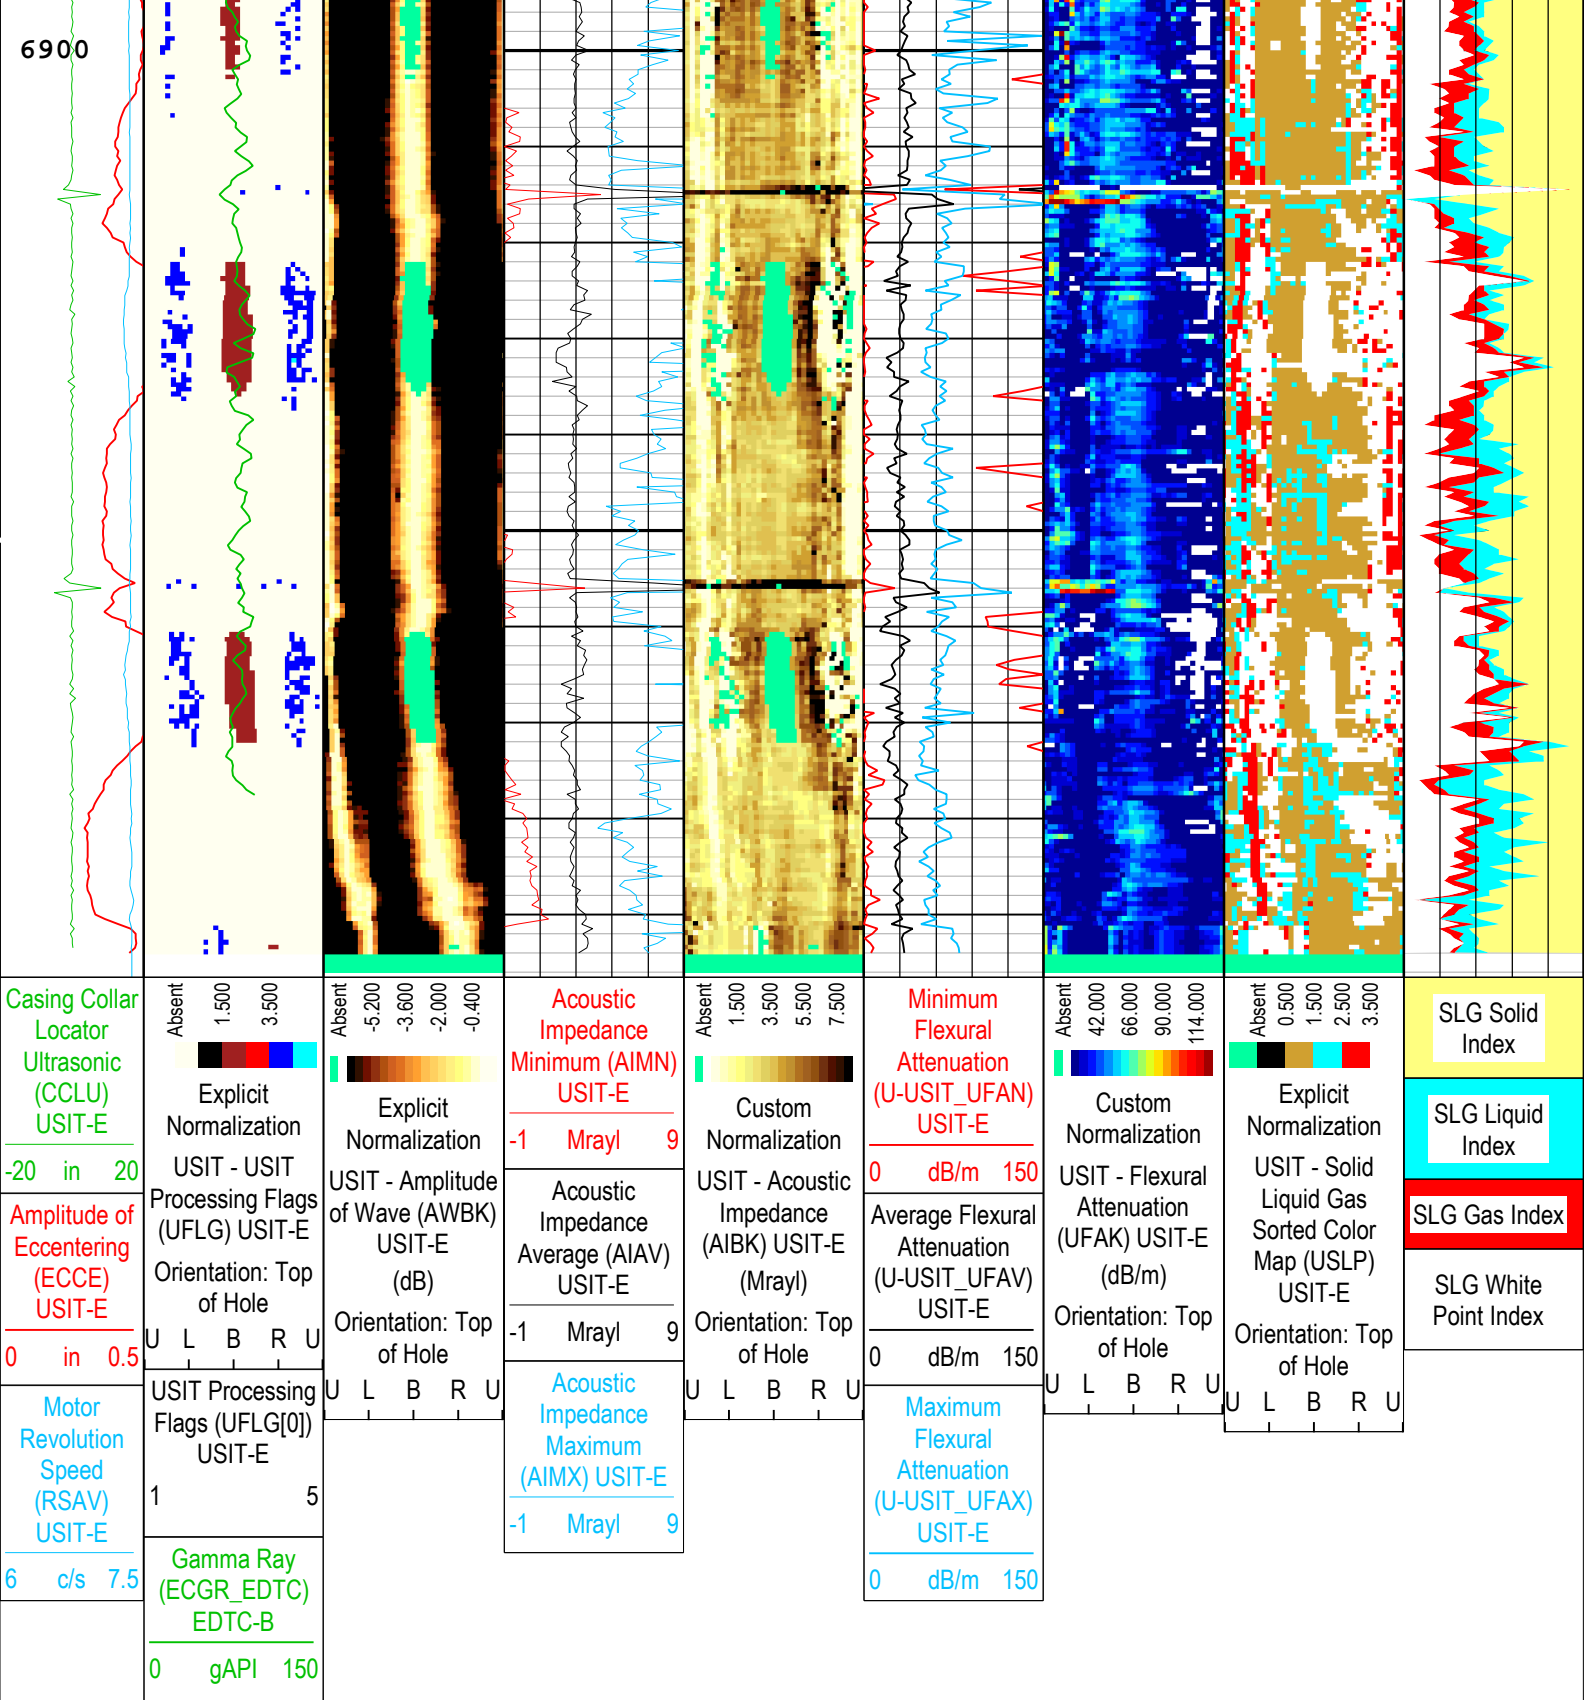 6900
Casing Collar
Locator
Ultrasonic
(CCLU)
USIT-E
-20 in 20
Amplitude of
Eccentering
(ECCE)
USIT-E
0 in 0.5
Motor
Revolution
Speed
(RSAV)
USIT-E
6 c/s 7.5
Absent 1.500 3.500
Explicit
Normalization
USIT - USIT
Processing Flags
(UFLG) USIT-E
Orientation: Top
of Hole
U L B R U
USIT Processing
Flags (UFLG[0])
USIT-E
1 5
Gamma Ray
(ECGR_EDTC)
EDTC-B
0 gAPI 150
Absent -5.200 -3.600 -2.000 -0.400
Explicit
Normalization
USIT - Amplitude
of Wave (AWBK)
USIT-E
(dB)
Orientation: Top
of Hole
U L B R U
Acoustic
Impedance
Minimum (AIMN)
USIT-E
-1 Mrayl 9
Acoustic
Impedance
Average (AIAV)
USIT-E
-1 Mrayl 9
Acoustic
Impedance
Maximum
(AIMX) USIT-E
-1 Mrayl 9
Absent 1.500 3.500 5.500 7.500
Custom
Normalization
USIT - Acoustic
Impedance
(AIBK) USIT-E
(Mrayl)
Orientation: Top
of Hole
U L B R U
Minimum
Flexural
Attenuation
(U-USIT_UFAN)
USIT-E
0 dB/m 150
Average Flexural
Attenuation
(U-USIT_UFAV)
USIT-E
0 dB/m 150
Maximum
Flexural
Attenuation
(U-USIT_UFAX)
USIT-E
0 dB/m 150
Absent 42.000 66.000 90.000 114.000
Custom
Normalization
USIT - Flexural
Attenuation
(UFAK) USIT-E
(dB/m)
Orientation: Top
of Hole
U L B R U
Absent 0.500 1.500 2.500 3.500
Explicit
Normalization
USIT - Solid
Liquid Gas
Sorted Color
Map (USLP)
USIT-E
Orientation: Top
of Hole
U L B R U
SLG Solid
Index
SLG Liquid
Index
SLG Gas Index
SLG White
Point Index